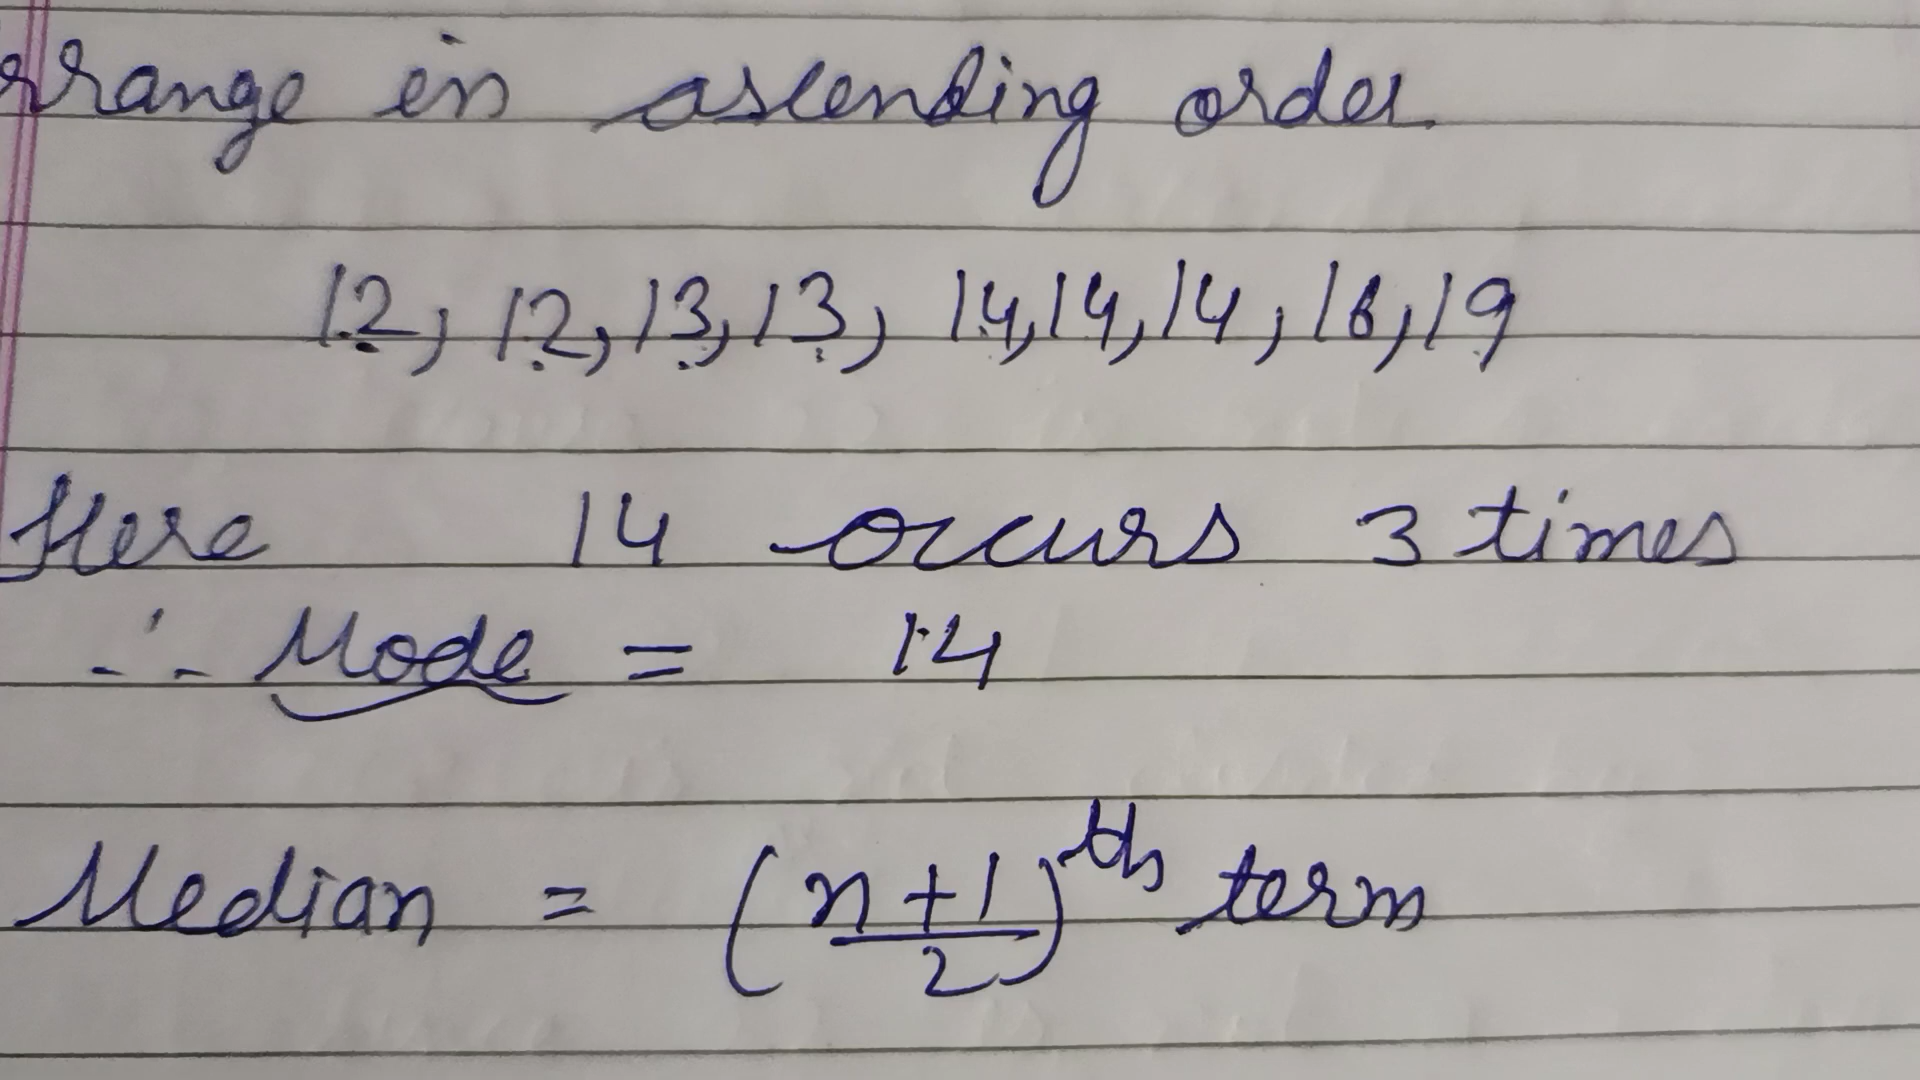 rrange in ascending order
12, 12, 13, 13, 14, 14, 14, 16, 19
Here 14 occurs 3 times
∴ Mode = 14
Median = (n+1/2)th term